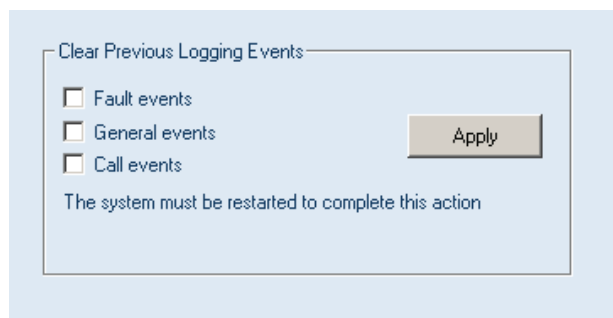 Clear Previous Logging Events
Fault events
General events
Apply
Call events
The system must be restarted to complete this action